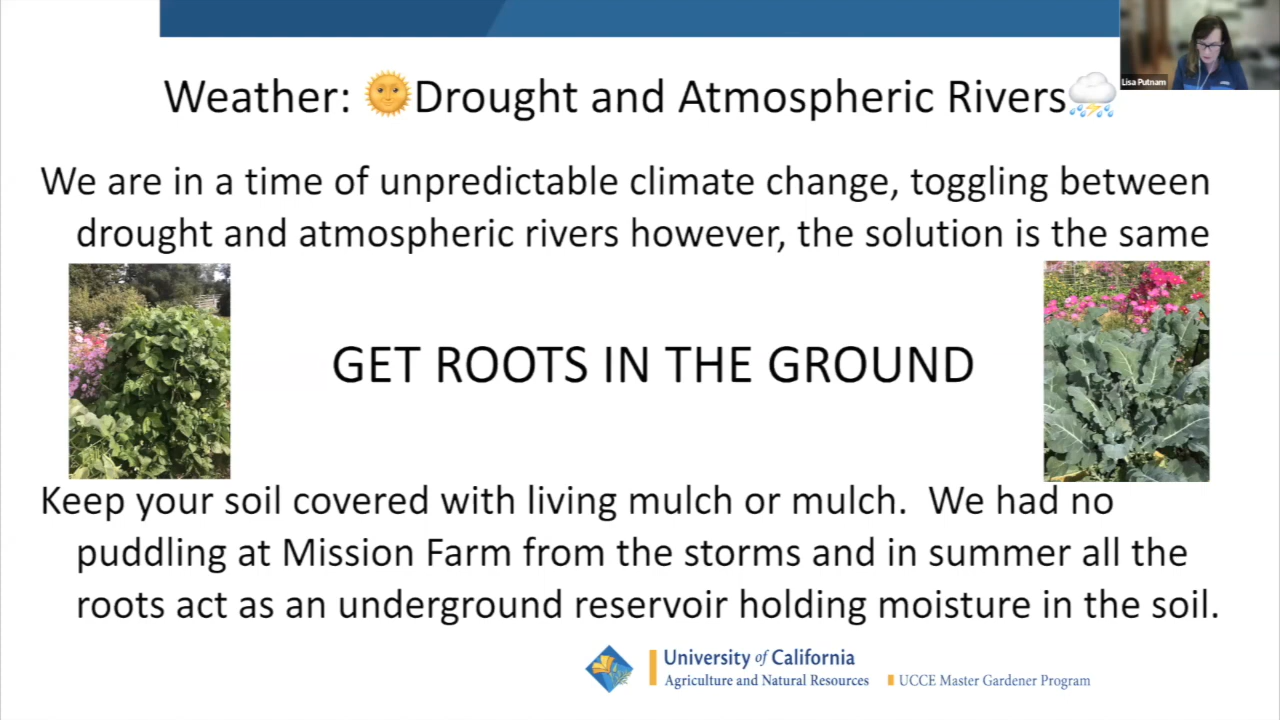 Lisa Putnam
Weather: 🌞Drought and Atmospheric Rivers⛈️
We are in a time of unpredictable climate change, toggling between
drought and atmospheric rivers however, the solution is the same
GET ROOTS IN THE GROUND
Keep your soil covered with living mulch or mulch.  We had no
puddling at Mission Farm from the storms and in summer all the
roots act as an underground reservoir holding moisture in the soil.
University of California
Agriculture and Natural Resources
UCCE Master Gardener Program